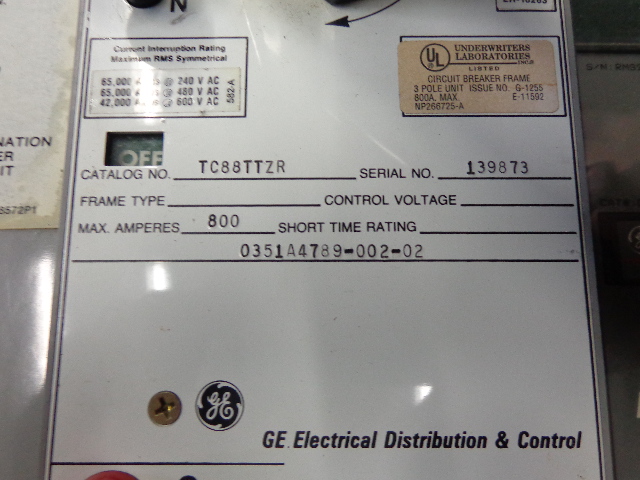 N
Current Interruption Rating
Maximum RMS Symmetrical
65,000 @ 240 V AC
65,000 @ 480 V AC
42,000 @ 600 V AC
582-A
UL
UNDERWRITERS
LABORATORIES
INC.®
LISTED
CIRCUIT BREAKER FRAME
3 POLE UNIT ISSUE NO. G-1255
800A. MAX. E-11592
NP266725-A
S/N:
NATION
ER
IT
8572P1
OFF
CATALOG NO. TC88TTZR SERIAL NO. 139873
FRAME TYPE CONTROL VOLTAGE
MAX. AMPERES 800 SHORT TIME RATING
0351A4789-002-02
GE
GE Electrical Distribution & Control